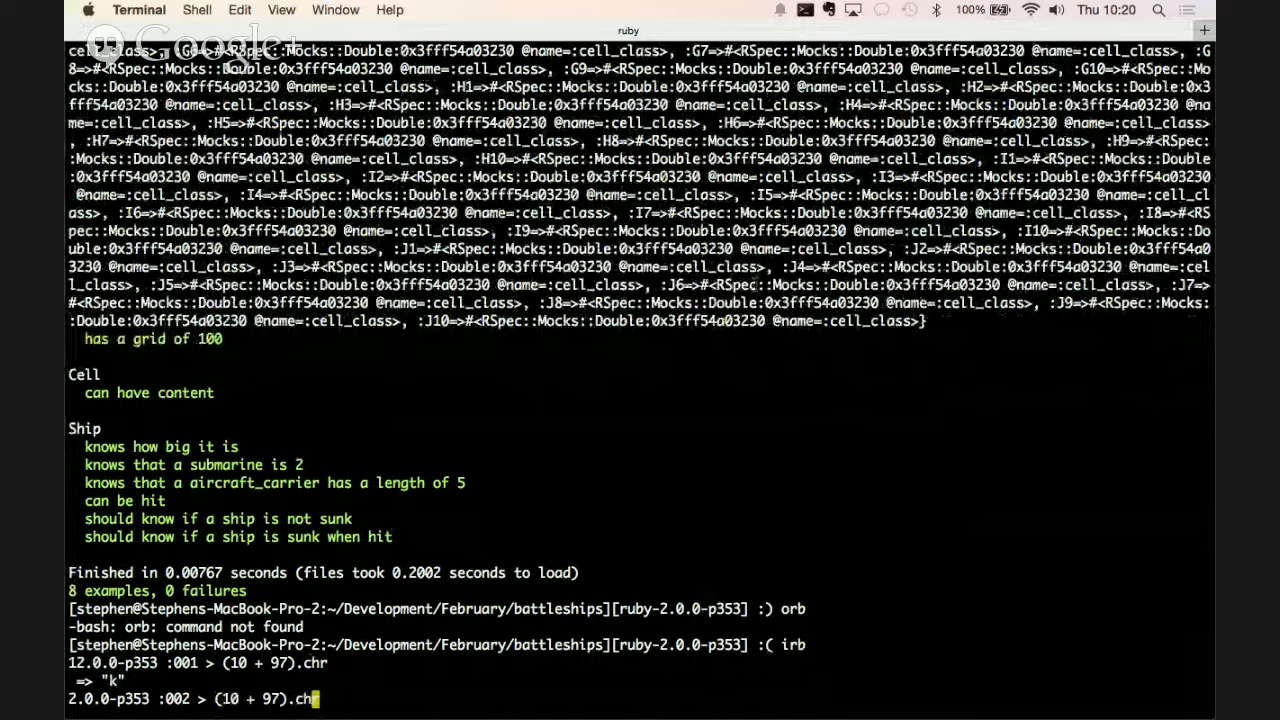 Terminal Shell Edit View Window Help 100% Thu 10:20
ruby
Google+
cell_class>, :G6=>#<RSpec::Mocks::Double:0x3fff54a03230 @name=:cell_class>, :G7=>#<RSpec::Mocks::Double:0x3fff54a03230 @name=:cell_class>, :G
8=>#<RSpec::Mocks::Double:0x3fff54a03230 @name=:cell_class>, :G9=>#<RSpec::Mocks::Double:0x3fff54a03230 @name=:cell_class>, :G10=>#<RSpec::Mo
cks::Double:0x3fff54a03230 @name=:cell_class>, :H1=>#<RSpec::Mocks::Double:0x3fff54a03230 @name=:cell_class>, :H2=>#<RSpec::Mocks::Double:0x3
fff54a03230 @name=:cell_class>, :H3=>#<RSpec::Mocks::Double:0x3fff54a03230 @name=:cell_class>, :H4=>#<RSpec::Mocks::Double:0x3fff54a03230 @na
me=:cell_class>, :H5=>#<RSpec::Mocks::Double:0x3fff54a03230 @name=:cell_class>, :H6=>#<RSpec::Mocks::Double:0x3fff54a03230 @name=:cell_class>
, :H7=>#<RSpec::Mocks::Double:0x3fff54a03230 @name=:cell_class>, :H8=>#<RSpec::Mocks::Double:0x3fff54a03230 @name=:cell_class>, :H9=>#<RSpec:
:Mocks::Double:0x3fff54a03230 @name=:cell_class>, :H10=>#<RSpec::Mocks::Double:0x3fff54a03230 @name=:cell_class>, :I1=>#<RSpec::Mocks::Double
:0x3fff54a03230 @name=:cell_class>, :I2=>#<RSpec::Mocks::Double:0x3fff54a03230 @name=:cell_class>, :I3=>#<RSpec::Mocks::Double:0x3fff54a03230
@name=:cell_class>, :I4=>#<RSpec::Mocks::Double:0x3fff54a03230 @name=:cell_class>, :I5=>#<RSpec::Mocks::Double:0x3fff54a03230 @name=:cell_cl
ass>, :I6=>#<RSpec::Mocks::Double:0x3fff54a03230 @name=:cell_class>, :I7=>#<RSpec::Mocks::Double:0x3fff54a03230 @name=:cell_class>, :I8=>#<RS
pec::Mocks::Double:0x3fff54a03230 @name=:cell_class>, :I9=>#<RSpec::Mocks::Double:0x3fff54a03230 @name=:cell_class>, :I10=>#<RSpec::Mocks::Do
uble:0x3fff54a03230 @name=:cell_class>, :J1=>#<RSpec::Mocks::Double:0x3fff54a03230 @name=:cell_class>, :J2=>#<RSpec::Mocks::Double:0x3fff54a0
3230 @name=:cell_class>, :J3=>#<RSpec::Mocks::Double:0x3fff54a03230 @name=:cell_class>, :J4=>#<RSpec::Mocks::Double:0x3fff54a03230 @name=:cel
l_class>, :J5=>#<RSpec::Mocks::Double:0x3fff54a03230 @name=:cell_class>, :J6=>#<RSpec::Mocks::Double:0x3fff54a03230 @name=:cell_class>, :J7=>
#<RSpec::Mocks::Double:0x3fff54a03230 @name=:cell_class>, :J8=>#<RSpec::Mocks::Double:0x3fff54a03230 @name=:cell_class>, :J9=>#<RSpec::Mocks:
:Double:0x3fff54a03230 @name=:cell_class>, :J10=>#<RSpec::Mocks::Double:0x3fff54a03230 @name=:cell_class>}
has a grid of 100
Cell
can have content
Ship
knows how big it is
knows that a submarine is 2
knows that a aircraft_carrier has a length of 5
can be hit
should know if a ship is not sunk
should know if a ship is sunk when hit
Finished in 0.00767 seconds (files took 0.2002 seconds to load)
8 examples, 0 failures
[stephen@Stephens-MacBook-Pro-2:~/Development/February/battleships][ruby-2.0.0-p353] :) orb
-bash: orb: command not found
[stephen@Stephens-MacBook-Pro-2:~/Development/February/battleships][ruby-2.0.0-p353] :( irb
12.0.0-p353 :001 > (10 + 97).chr
=> "k"
2.0.0-p353 :002 > (10 + 97).chr